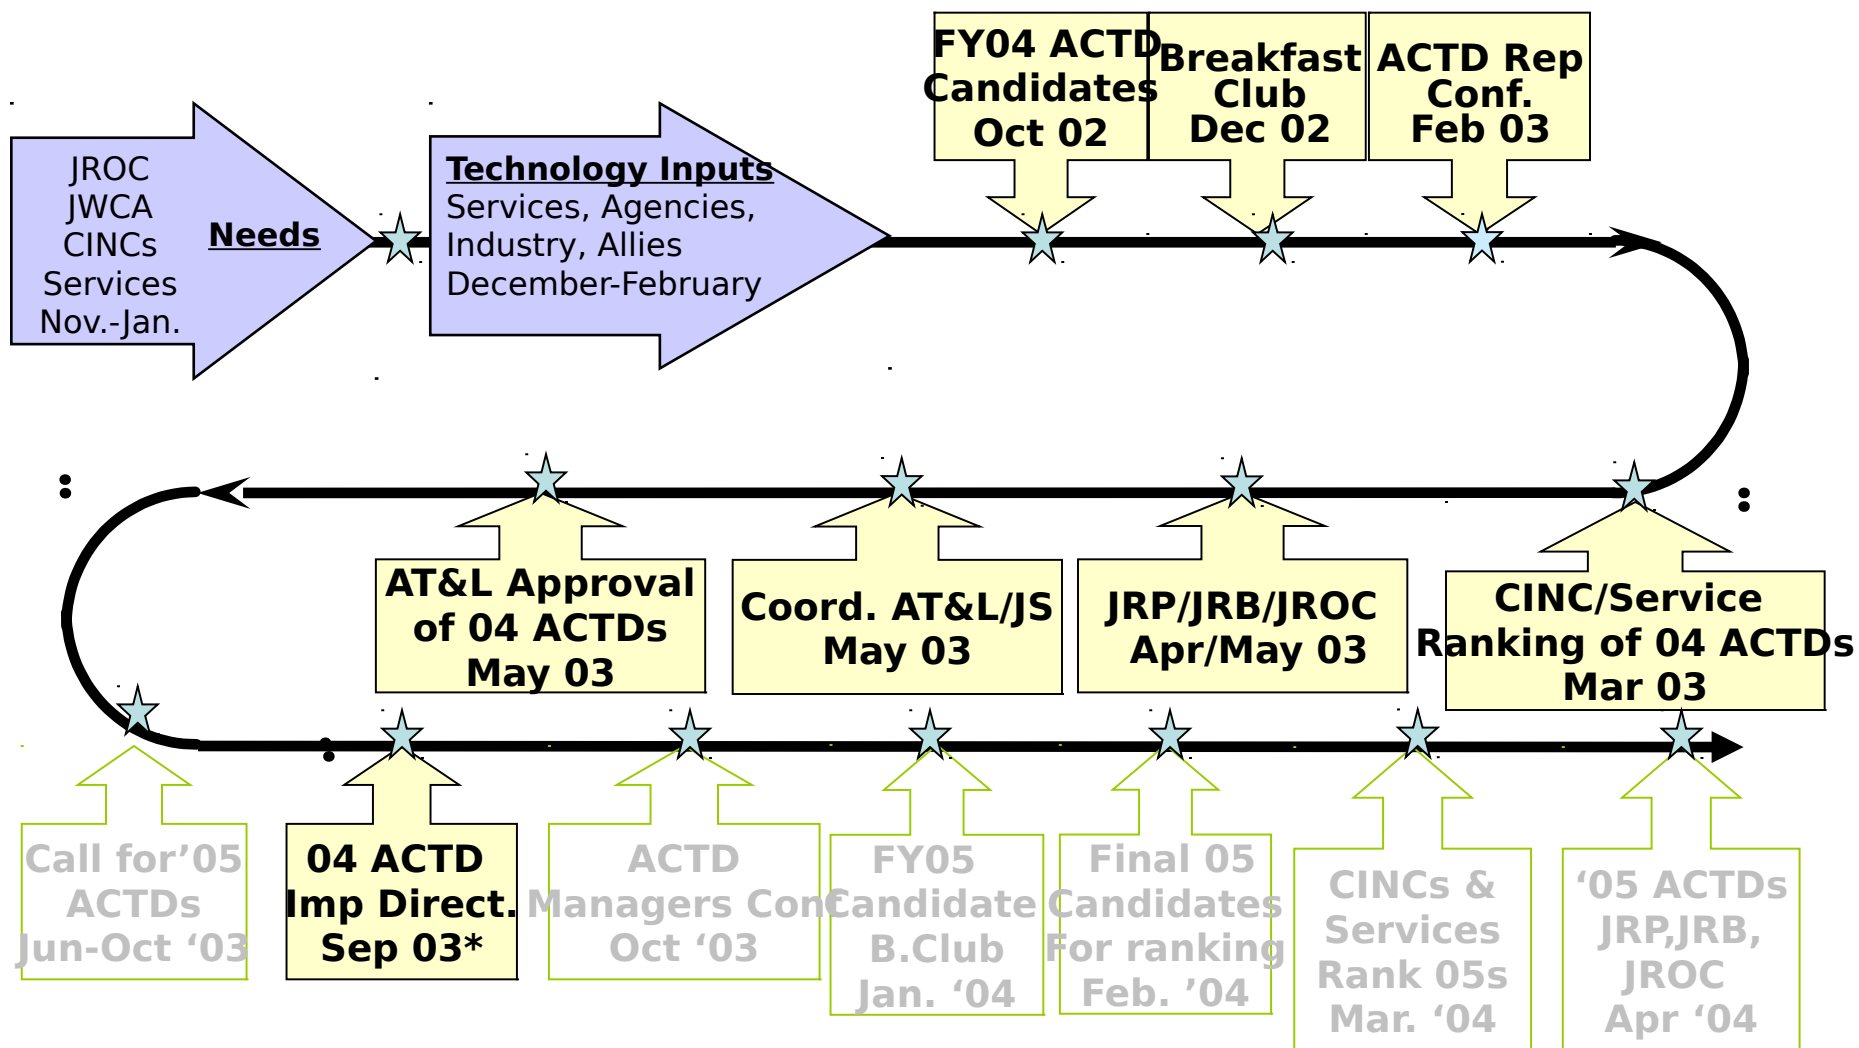 JROC
JWCA
CINCs
Services
Nov.-Jan.
Needs
Technology Inputs
Services, Agencies,
Industry, Allies
December-February
FY04 ACTD
Candidates
Oct 02
Breakfast
Club
Dec 02
ACTD Rep
Conf.
Feb 03
AT&L Approval
of 04 ACTDs
May 03
Coord. AT&L/JS
May 03
JRP/JRB/JROC
Apr/May 03
CINC/Service
Ranking of 04 ACTDs
Mar 03
Call for’05
ACTDs
Jun-Oct ‘03
04 ACTD
Imp Direct.
Sep 03*
ACTD
Managers Conf
Oct ‘03
FY05
Candidate
B.Club
Jan. ‘04
Final 05
Candidates
For ranking
Feb. ’04
CINCs &
Services
Rank 05s
Mar. ‘04
‘05 ACTDs
JRP,JRB,
JROC
Apr ‘04